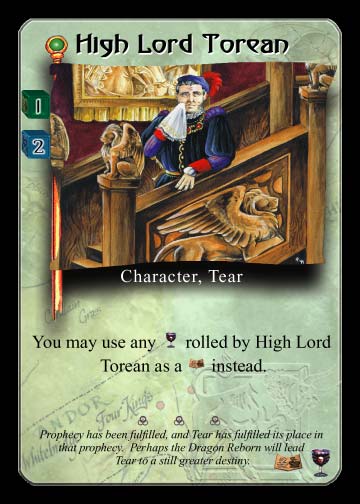 High Lord Torean
1
2
Character, Tear
You may use any rolled by High Lord
Torean as a instead.
Four Kings
Prophecy has been fulfilled, and Tear has fulfilled its place in
that prophecy. Perhaps the Dragon Reborn will lead
Tear to a still greater destiny.